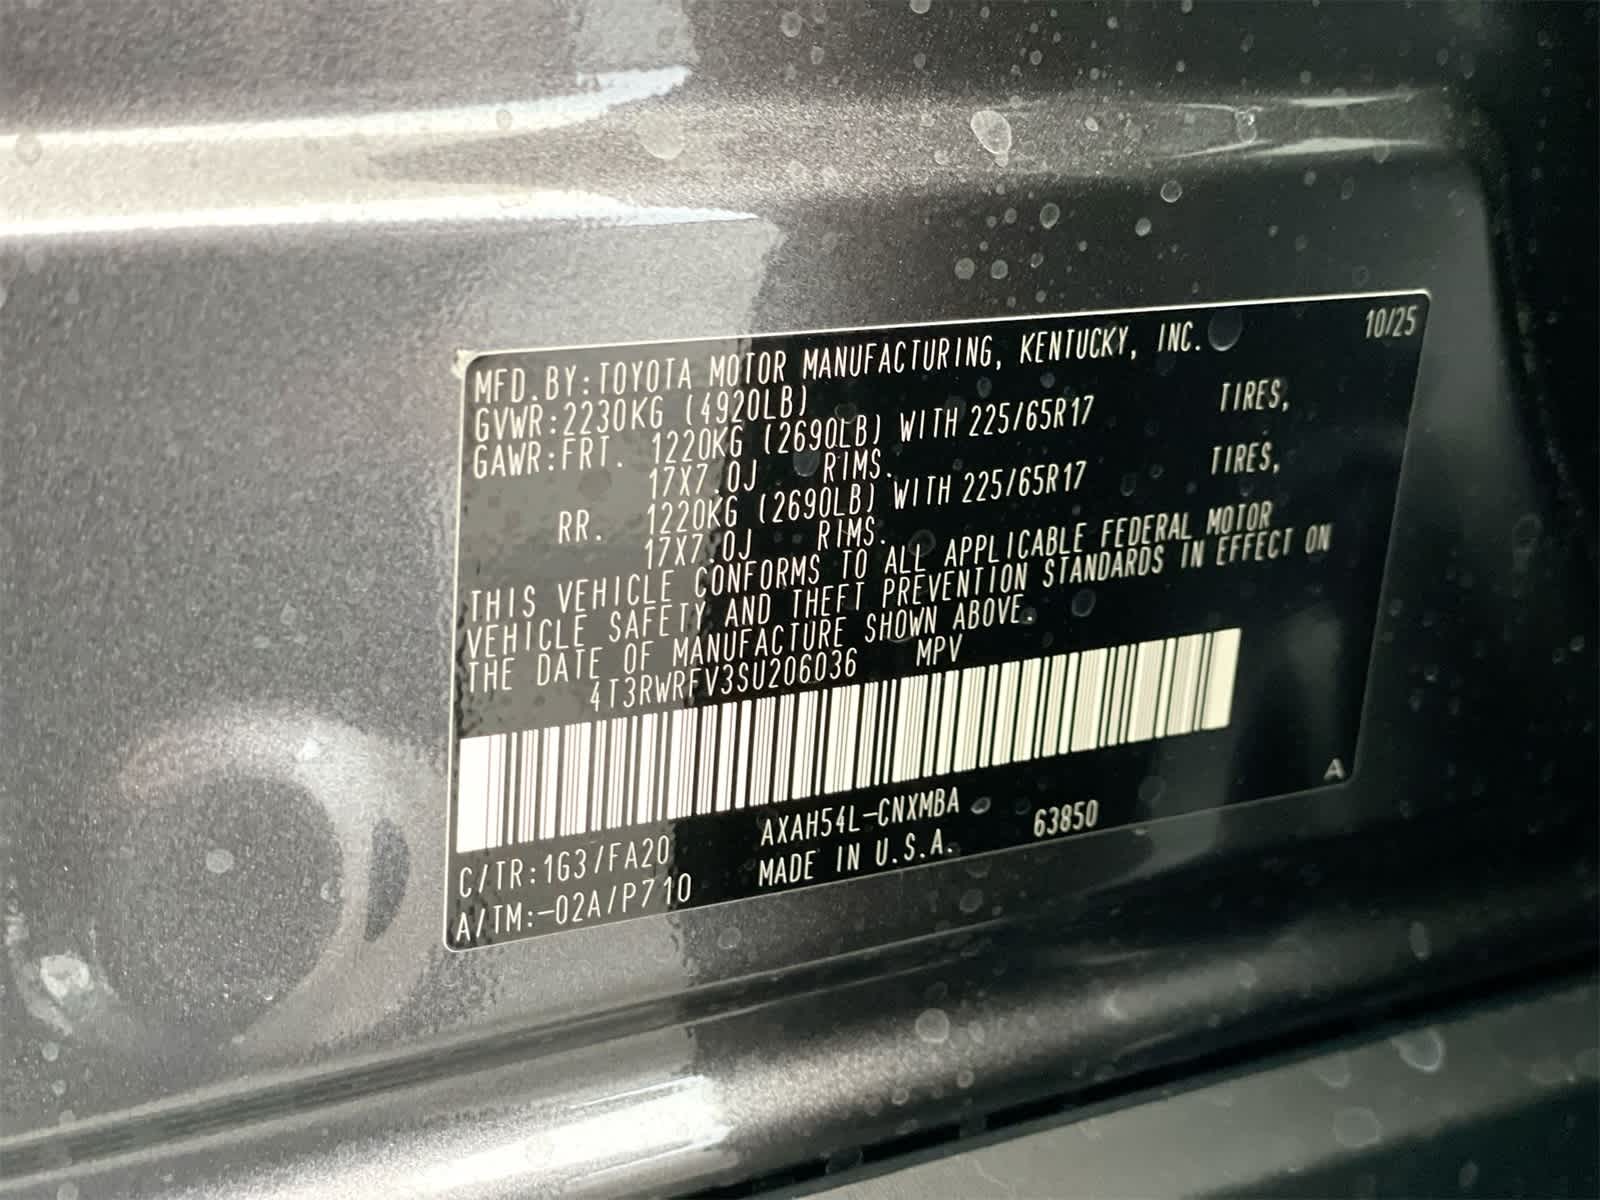 10/25
MFD.BY:TOYOTA MOTOR MANUFACTURING, KENTUCKY, INC.
GVWR:2230KG (4920LB)
GAWR:FRT. 1220KG (2690LB) WITH 225/65R17 TIRES,
17X7.0J RIMS.
RR. 1220KG (2690LB) WITH 225/65R17 TIRES,
17X7.0J RIMS.
THIS VEHICLE CONFORMS TO ALL APPLICABLE FEDERAL MOTOR
VEHICLE SAFETY AND THEFT PREVENTION STANDARDS IN EFFECT ON
THE DATE OF MANUFACTURE SHOWN ABOVE.
4T3RWRFV3SU206036 MPV
A
C/TR:1G3/FA20 AXAH54L-CNXMBA 63850
A/TM:-02A/P710 MADE IN U.S.A.